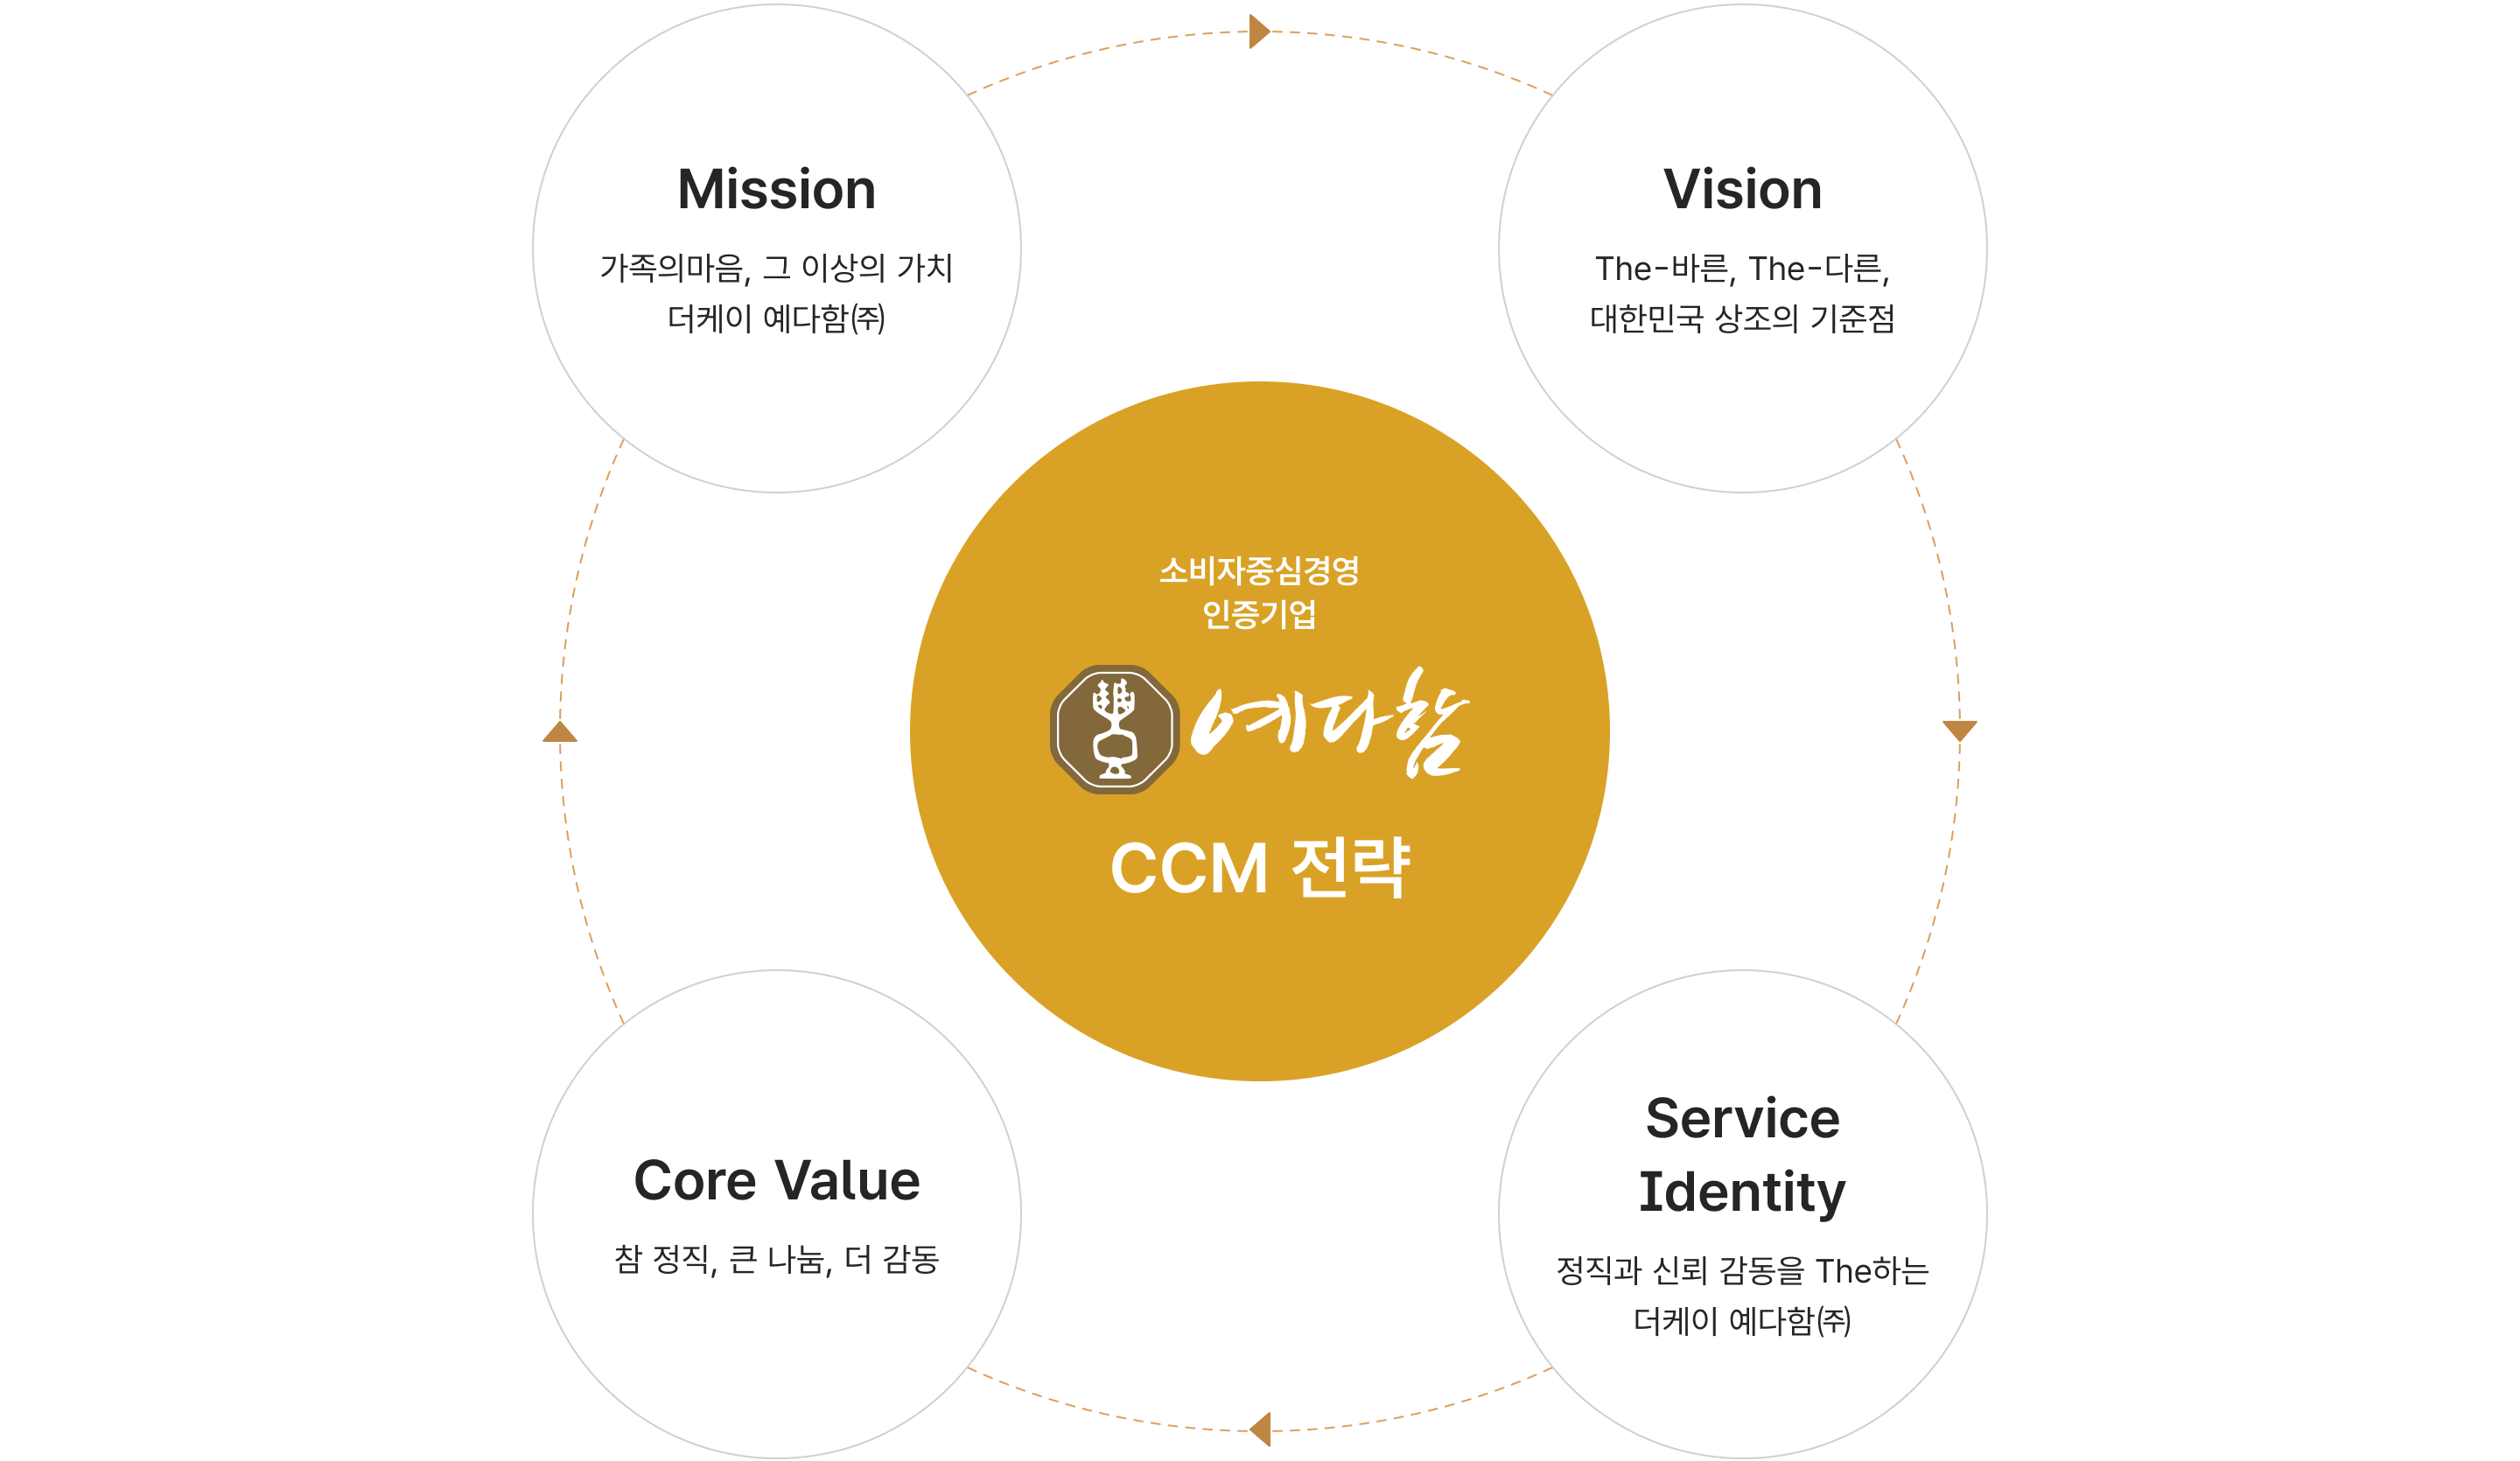 Mission
가족의마음, 그 이상의 가치
더케이 예다함㈜
Vision
The-바른, The-다른,
대한민국 상조의 기준점
소비자중심경영
인증기업
예다함
CCM 전략
Core Value
참 정직, 큰 나눔, 더 감동
Service
Identity
정직과 신뢰 감동을 The하는
더케이 예다함㈜